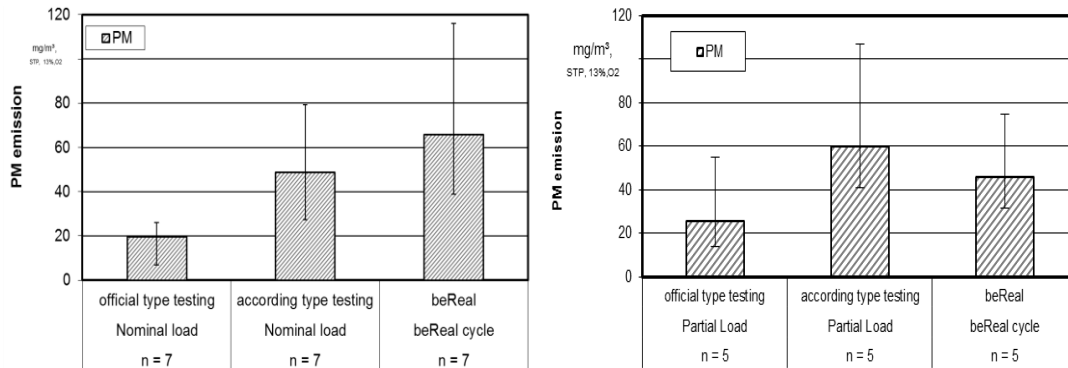 120
PM
mg/m³,
STP, 13%,O2
100
80
60
40
20
0
PM emission
official type testing
Nominal load
n = 7
according type testing
Nominal load
n = 7
beReal
beReal cycle
n = 7
120
mg/m³,
STP, 13%,O2
PM
80
60
40
20
0
PM emission
official type testing
Partial Load
n = 5
according type testing
Partial Load
n = 5
beReal
beReal cycle
n = 5